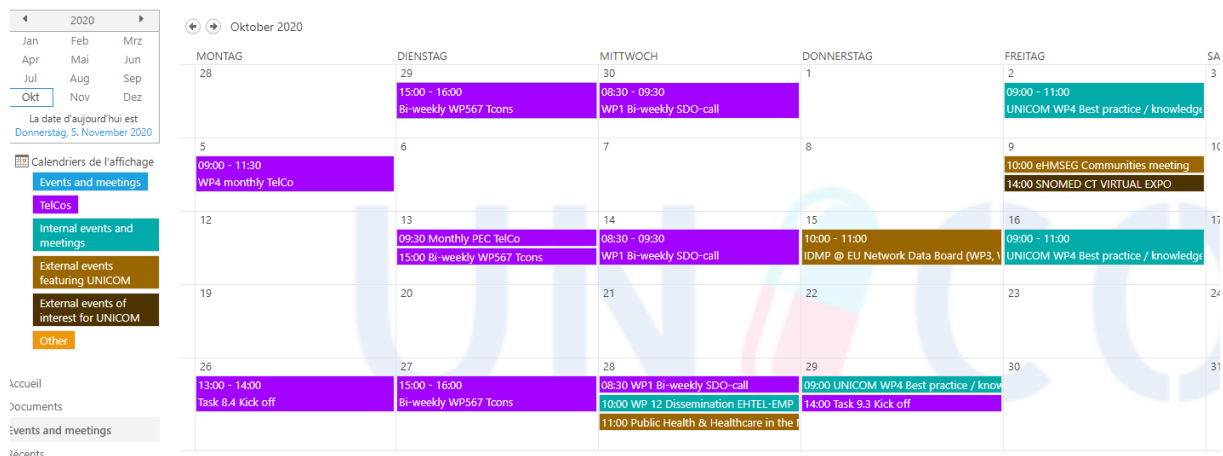 2020
Jan Feb Mrz
Apr Mai Jun
Jul Aug Sep
Okt Nov Dez
La date d'aujourd'hui est
Donnerstag, 5. November 2020
Calendriers de l'affichage
Events and meetings
TelCos
Internal events and
meetings
External events
featuring UNICOM
External events of
interest for UNICOM
Other
Accueil
Documents
Events and meetings
Récents
Oktober 2020
MONTAG DIENSTAG MITTWOCH DONNERSTAG FREITAG SA
28 29 30 1 2 3
15:00 - 16:00
Bi-weekly WP567 Tcons
08:30 - 09:30
WP1 Bi-weekly SDO-call
09:00 - 11:00
UNICOM WP4 Best practice / knowledge
5 6 7 8 9 10
09:00 - 11:30
WP4 monthly TelCo
10:00 eHMSEG Communities meeting
14:00 SNOMED CT VIRTUAL EXPO
12 13 14 15 16 17
09:30 Monthly PEC TelCo
15:00 Bi-weekly WP567 Tcons
08:30 - 09:30
WP1 Bi-weekly SDO-call
10:00 - 11:00
IDMP @ EU Network Data Board (WP3,
09:00 - 11:00
UNICOM WP4 Best practice / knowledge
19 20 21 22 23 24
26 27 28 29 30 31
13:00 - 14:00
Task 8.4 Kick off
15:00 - 16:00
Bi-weekly WP567 Tcons
08:30 WP1 Bi-weekly SDO-call
10:00 WP 12 Dissemination EHTEL-EMP
11:00 Public Health & Healthcare in the
09:00 UNICOM WP4 Best practice / know
14:00 Task 9.3 Kick off
UNICO